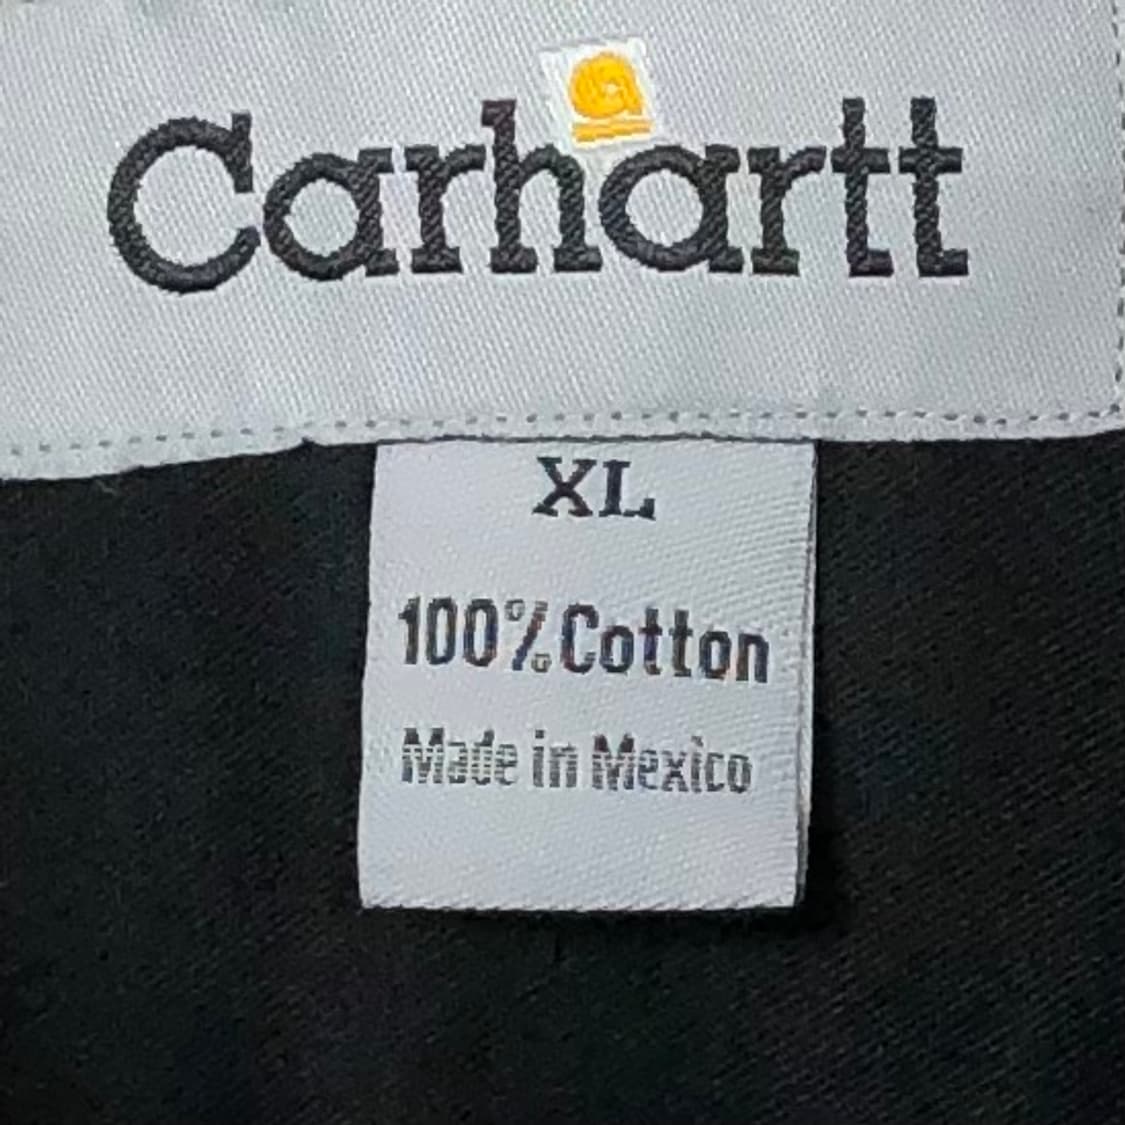 Carhartt
XL
100% Cotton
Made in Mexico